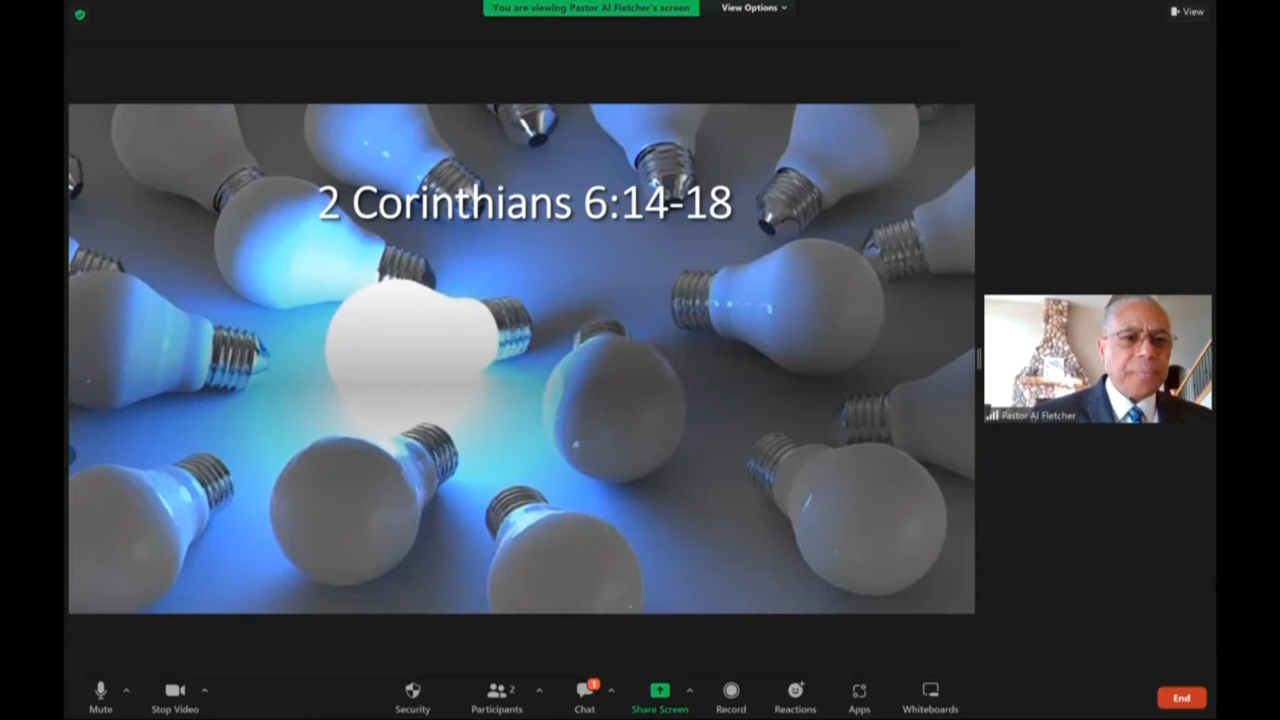 You are viewing Pastor Al Fletcher's screen
View Options
View
2 Corinthians 6:14-18
Pastor Al Fletcher
Mute
Stop Video
Security
Participants
2
Chat
1
Share Screen
Record
Reactions
Apps
Whiteboards
End